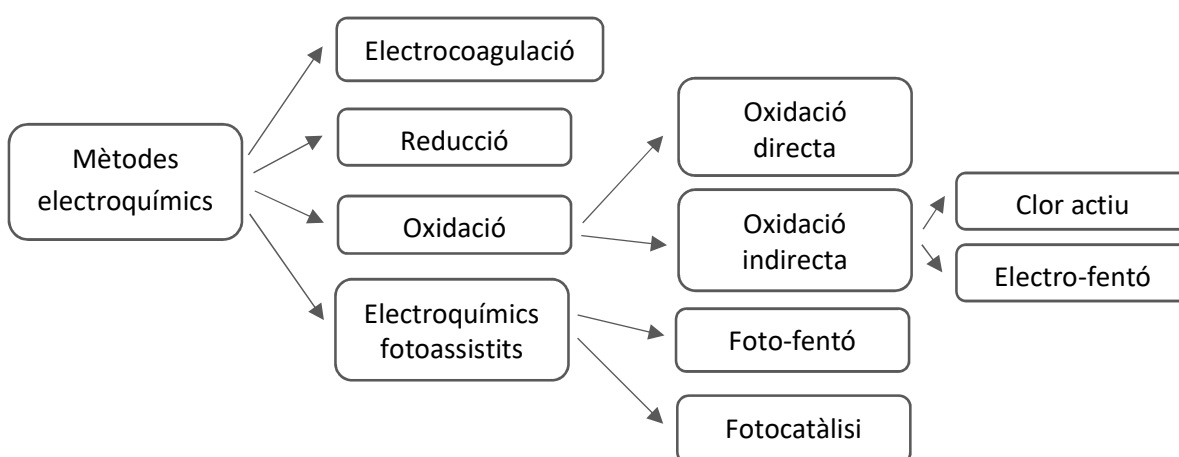 Mètodes
electroquímics
Electrocoagulació
Reducció
Oxidació
Electroquímics
fotoassistits
Oxidació
directa
Oxidació
indirecta
Foto-fentó
Fotocatàlisi
Clor actiu
Electro-fentó